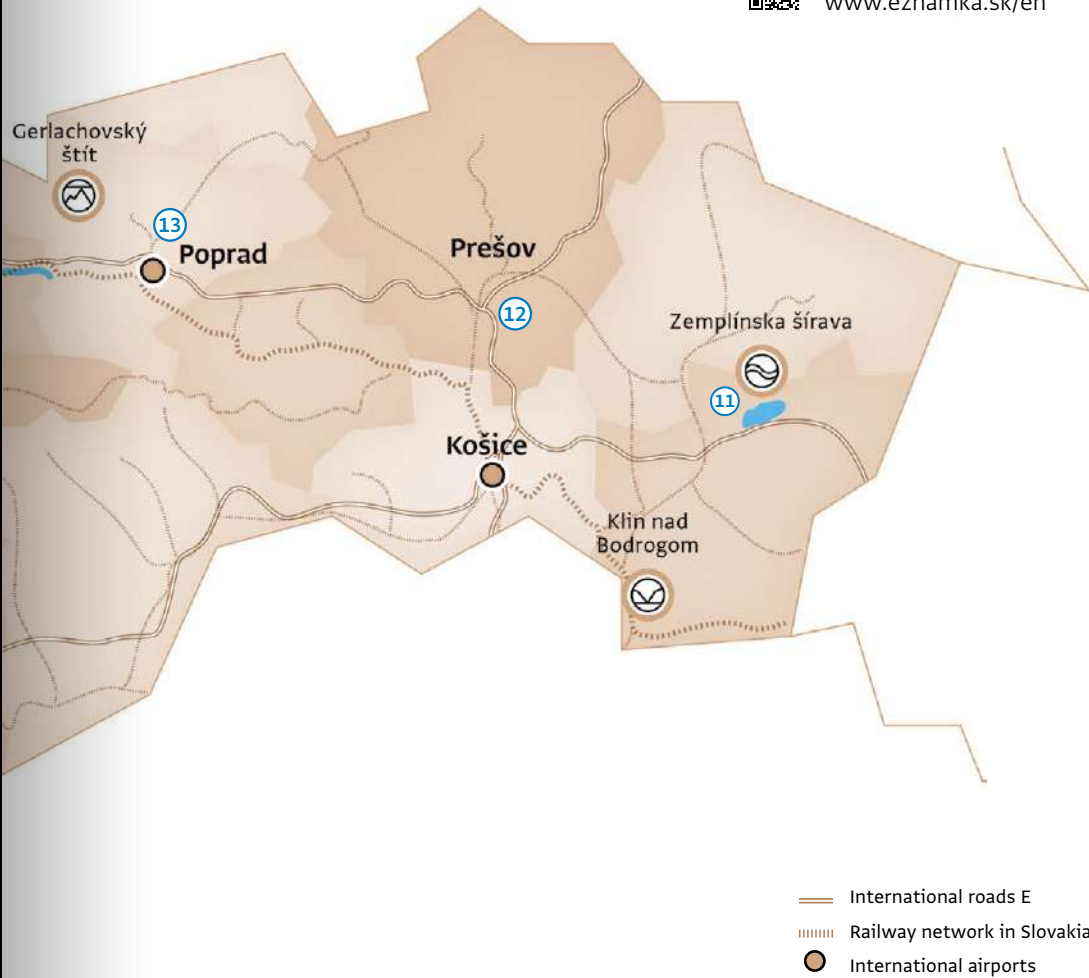 www.eznamka.sk/en
Gerlachovský
štít
13
Poprad
Prešov
12
Zemplínska šírava
11
Košice
Klin nad
Bodrogom
International roads E
Railway network in Slovakia
International airports